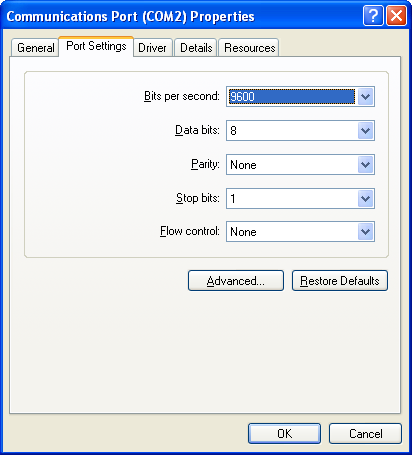 Communications Port (COM2) Properties
General Port Settings Driver Details Resources
Bits per second: 9600
Data bits: 8
Parity: None
Stop bits: 1
Flow control: None
Advanced... Restore Defaults
OK Cancel